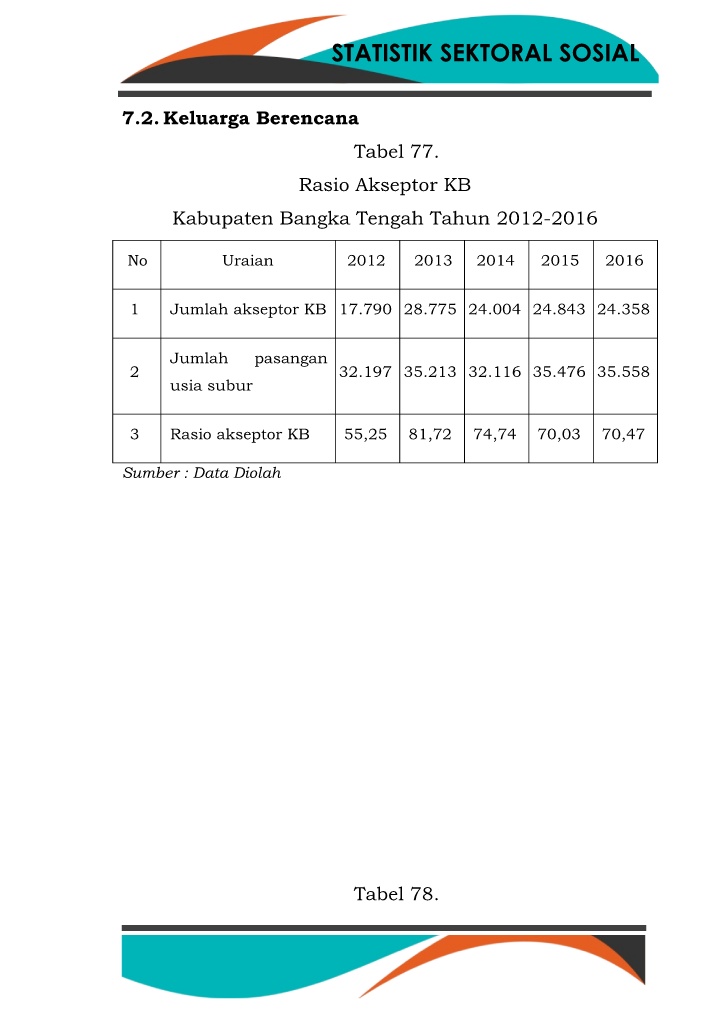 STATISTIK SEKTORAL SOSIAL
7.2. Keluarga Berencana
Tabel 77.
Rasio Akseptor KB
Kabupaten Bangka Tengah Tahun 2012-2016
No Uraian 2012 2013 2014 2015 2016
1 Jumlah akseptor KB 17.790 28.775 24.004 24.843 24.358
2 Jumlah pasangan usia subur 32.197 35.213 32.116 35.476 35.558
3 Rasio akseptor KB 55,25 81,72 74,74 70,03 70,47
Sumber : Data Diolah
Tabel 78.